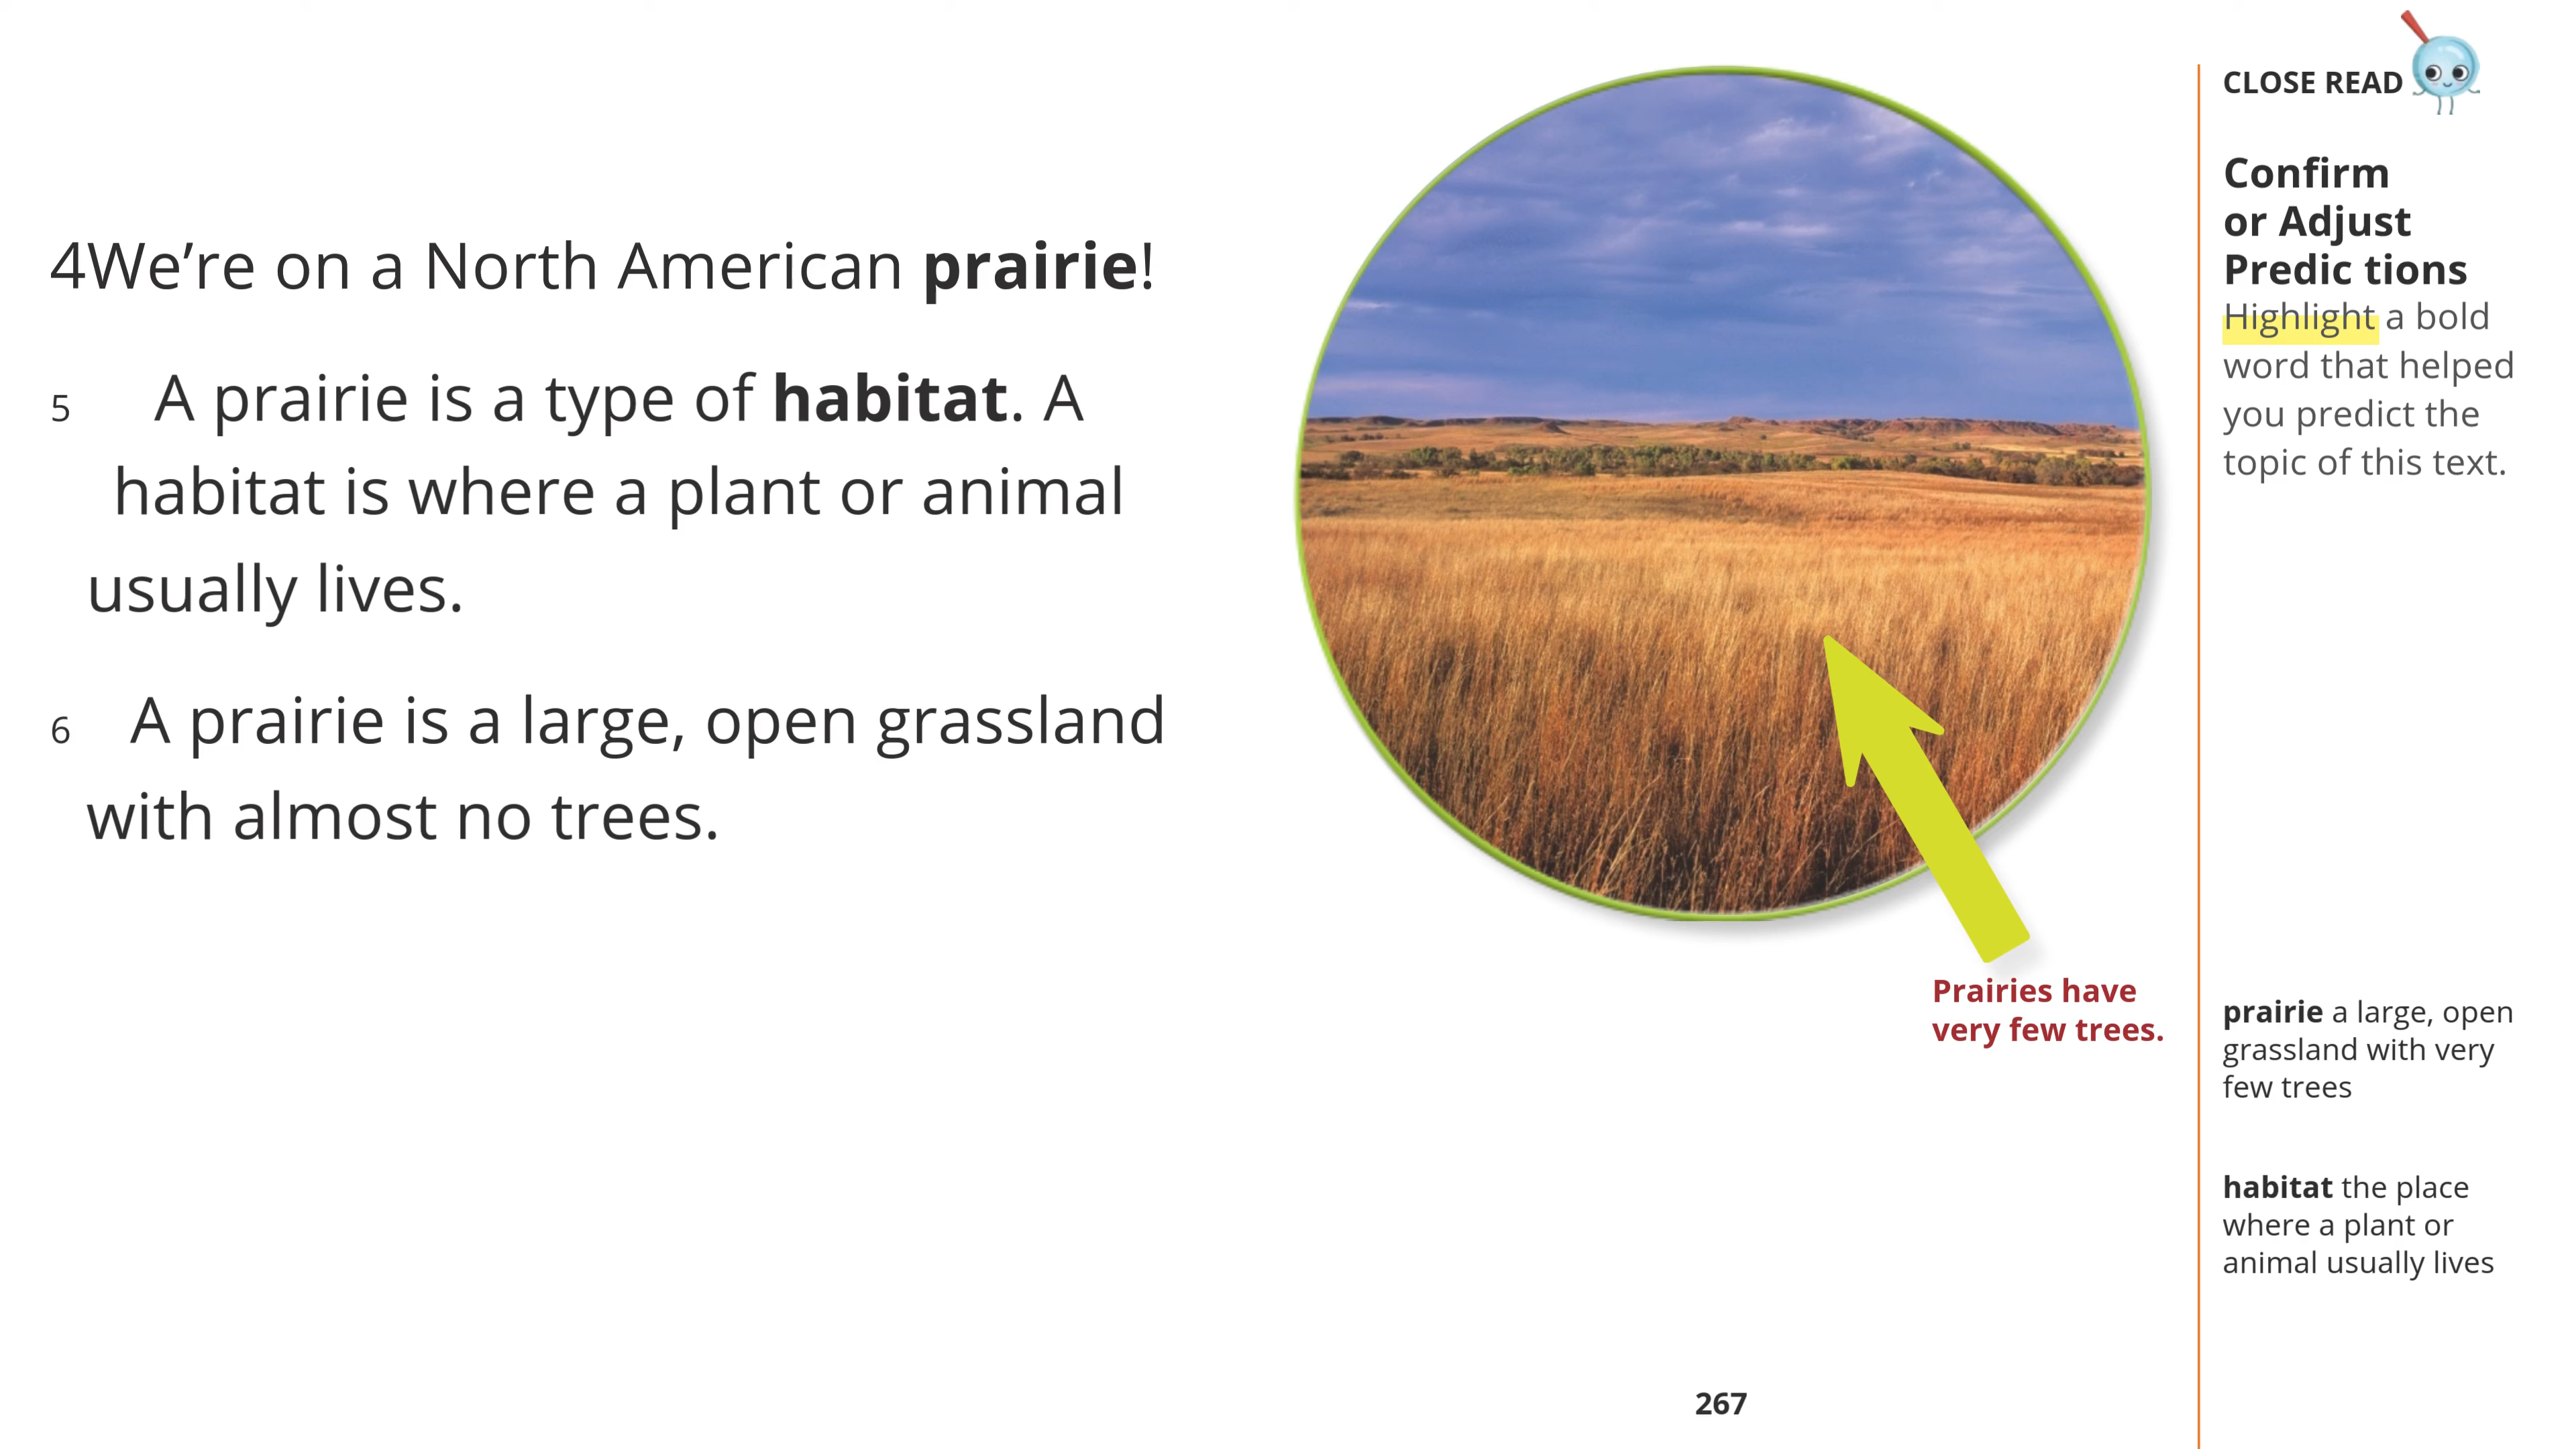 4We’re on a North American prairie!
5 A prairie is a type of habitat. A
habitat is where a plant or animal
usually lives.
6 A prairie is a large, open grassland
with almost no trees.
Prairies have
very few trees.
267
CLOSE READ
Confirm
or Adjust
Predic tions
Highlight a bold
word that helped
you predict the
topic of this text.
prairie a large, open
grassland with very
few trees
habitat the place
where a plant or
animal usually lives